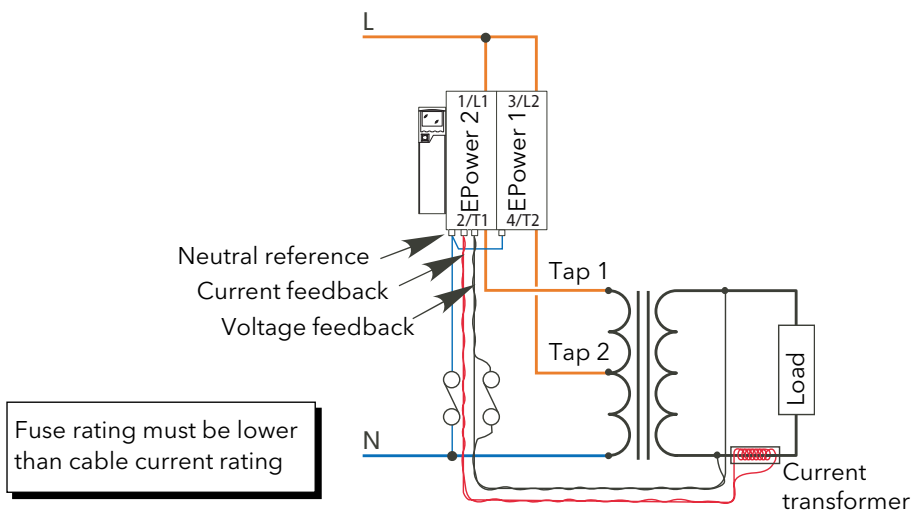 L
1/L1
3/L2
EPower 2
EPower 1
2/T1
4/T2
Neutral reference
Current feedback
Voltage feedback
Tap 1
Tap 2
Load
Fuse rating must be lower
than cable current rating
N
Current
transformer